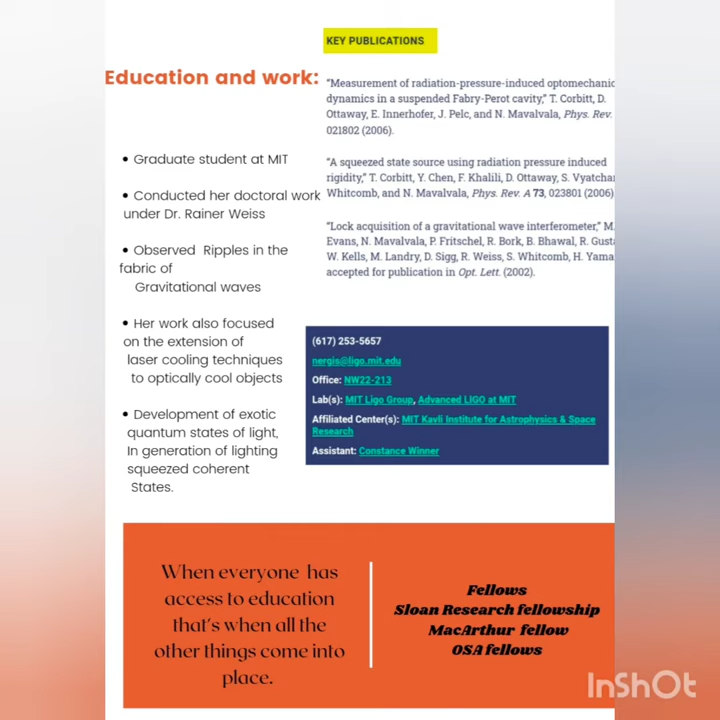 KEY PUBLICATIONS
Education and work:
• Graduate student at MIT
• Conducted her doctoral work
under Dr. Rainer Weiss
• Observed Ripples in the
fabric of
Gravitational waves
• Her work also focused
on the extension of
laser cooling techniques
to optically cool objects
• Development of exotic
quantum states of light,
In generation of lighting
squeezed coherent
States.
“Measurement of radiation-pressure-induced optomechanic
dynamics in a suspended Fabry-Perot cavity,” T. Corbitt, D.
Ottaway, E. Innerhofer, J. Pelc, and N. Mavalvala, Phys. Rev.
021802 (2006).
“A squeezed state source using radiation pressure induced
rigidity,” T. Corbitt, Y. Chen, F. Khalili, D. Ottaway, S. Vyatchan
Whitcomb, and N. Mavalvala, Phys. Rev. A 73, 023801 (2006)
“Lock acquisition of a gravitational wave interferometer,” M.
Evans, N. Mavalvala, P. Fritschel, R. Bork, B. Bhawal, R. Gusta
W. Kells, M. Landry, D. Sigg, R. Weiss, S. Whitcomb, H. Yama
accepted for publication in Opt. Lett. (2002).
(617) 253-5657
nergis@ligo.mit.edu
Office: NW22-213
Lab(s): MIT Ligo Group, Advanced LIGO at MIT
Affiliated Center(s): MIT Kavli Institute for Astrophysics & Space
Research
Assistant: Constance Winner
When everyone has
access to education
that's when all the
other things come into
place.
Fellows
Sloan Research fellowship
MacArthur fellow
OSA fellows
InShOt